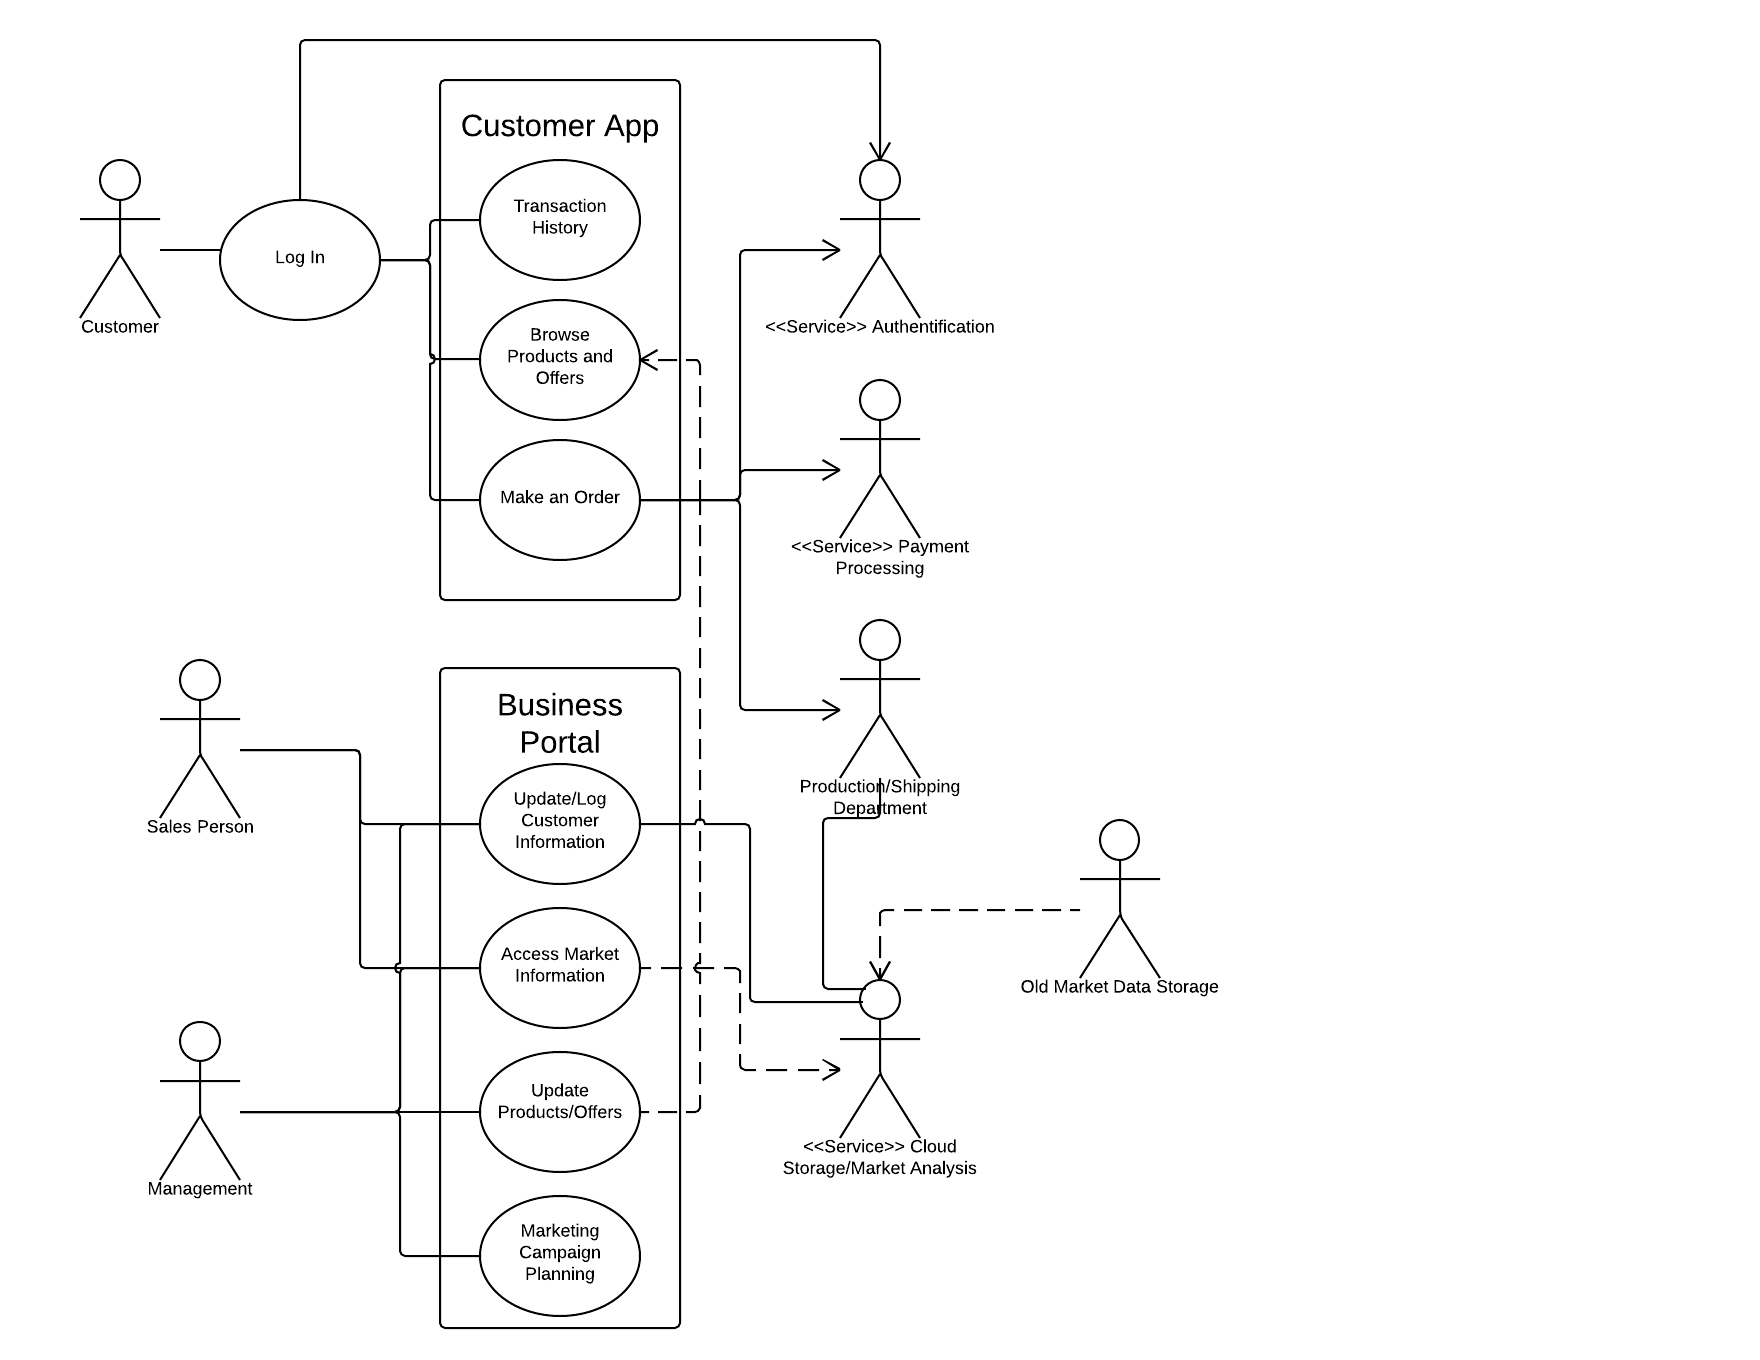 Customer App
Transaction
History
Log In
Customer
Browse
Products and
Offers
<<Service>> Authentification
Make an Order
<<Service>> Payment
Processing
Business
Portal
Sales Person
Update/Log
Customer
Information
Production/Shipping
Department
Access Market
Information
Old Market Data Storage
Management
Update
Products/Offers
<<Service>> Cloud
Storage/Market Analysis
Marketing
Campaign
Planning